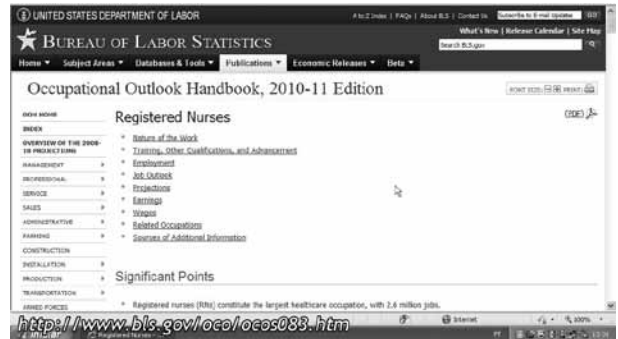 UNITED STATES DEPARTMENT OF LABOR
A to Z Index | FAQs | About BLS | Contact Us Subscribe to E-mail Updates GO
BUREAU OF LABOR STATISTICS
What's New | Release Calendar | Site Map
Search BLS.gov
Home Subject Areas Databases & Tools Publications Economic Releases Beta
Occupational Outlook Handbook, 2010-11 Edition
FONT SIZE: PRINT:
OOH HOME
INDEX
OVERVIEW OF THE 2008-
18 PROJECTIONS
MANAGEMENT
PROFESSIONAL
SERVICE
SALES
ADMINISTRATIVE
FARMING
CONSTRUCTION
INSTALLATION
PRODUCTION
TRANSPORTATION
ARMED FORCES
Registered Nurses
(PDF)
Nature of the Work
Training, Other Qualifications, and Advancement
Employment
Job Outlook
Projections
Earnings
Wages
Related Occupations
Sources of Additional Information
Significant Points
Registered nurses (RNs) constitute the largest healthcare occupation, with 2.6 million jobs.
http://www.bls.gov/oco/ocos083.htm
Internet
100%
Iniciar
Registered Nurses
PT